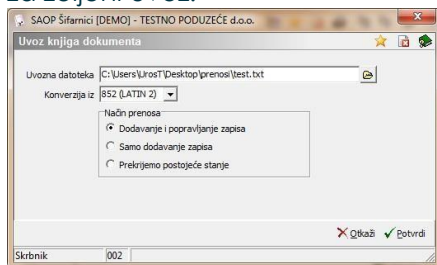 SAOP Šifarnici [DEMO] - TESTNO PODUZEĆE d.o.o.
Uvoz knjiga dokumenta
Uvozna datoteka C:\Users\UrosT\Desktop\prenosi\test.txt
Konverzija iz 852 (LATIN 2)
Način prenosa
Dodavanje i popravljanje zapisa
Samo dodavanje zapisa
Prekrijemo postojeće stanje
Otkaži Potvrdi
Skrbnik 002